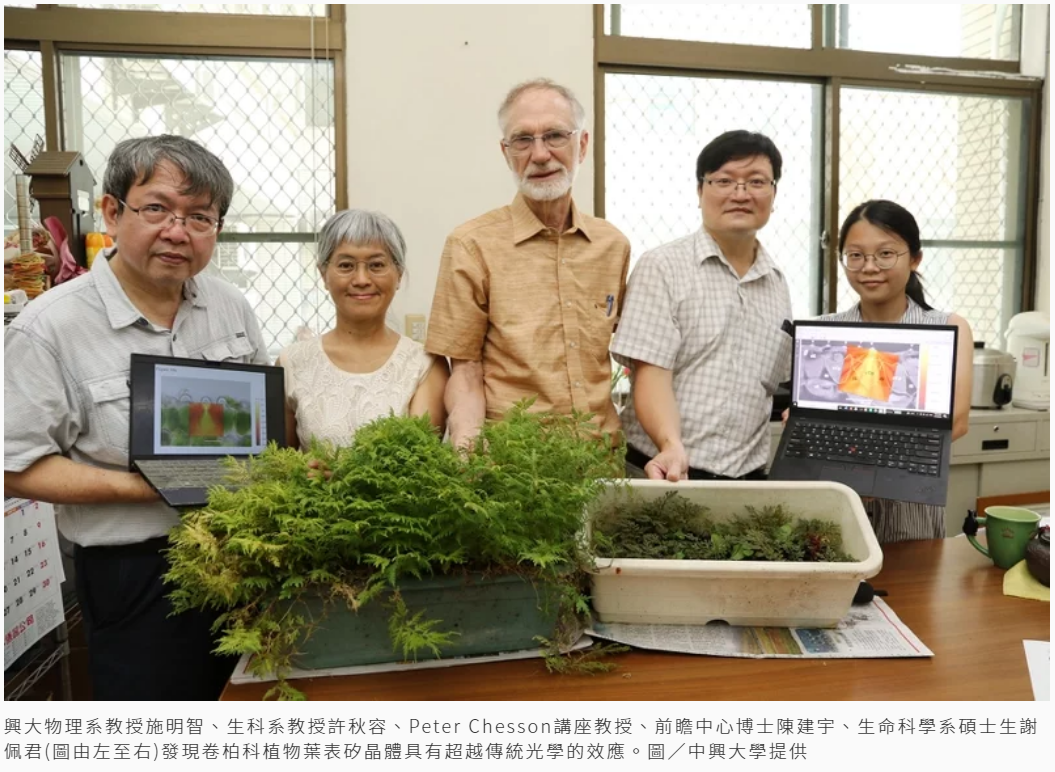 興大物理系教授施明智、生科系教授許秋容、Peter Chesson講座教授、前瞻中心博士陳建宇、生命科學系碩士生謝
佩君(圖由左至右)發現卷柏科植物葉表矽晶體具有超越傳統光學的效應。圖／中興大學提供